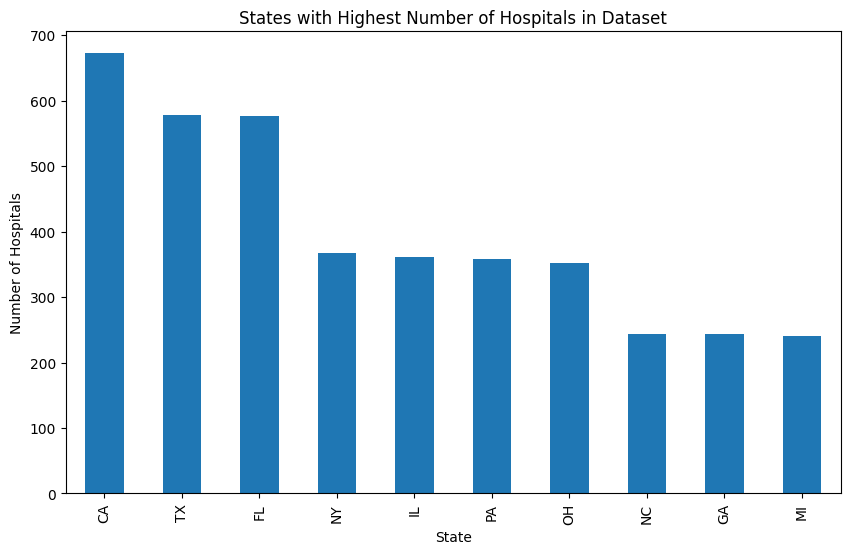 States with Highest Number of Hospitals in Dataset
Number of Hospitals
700
600
500
400
300
200
100
0
CA TX FL NY IL PA OH NC GA MI
State